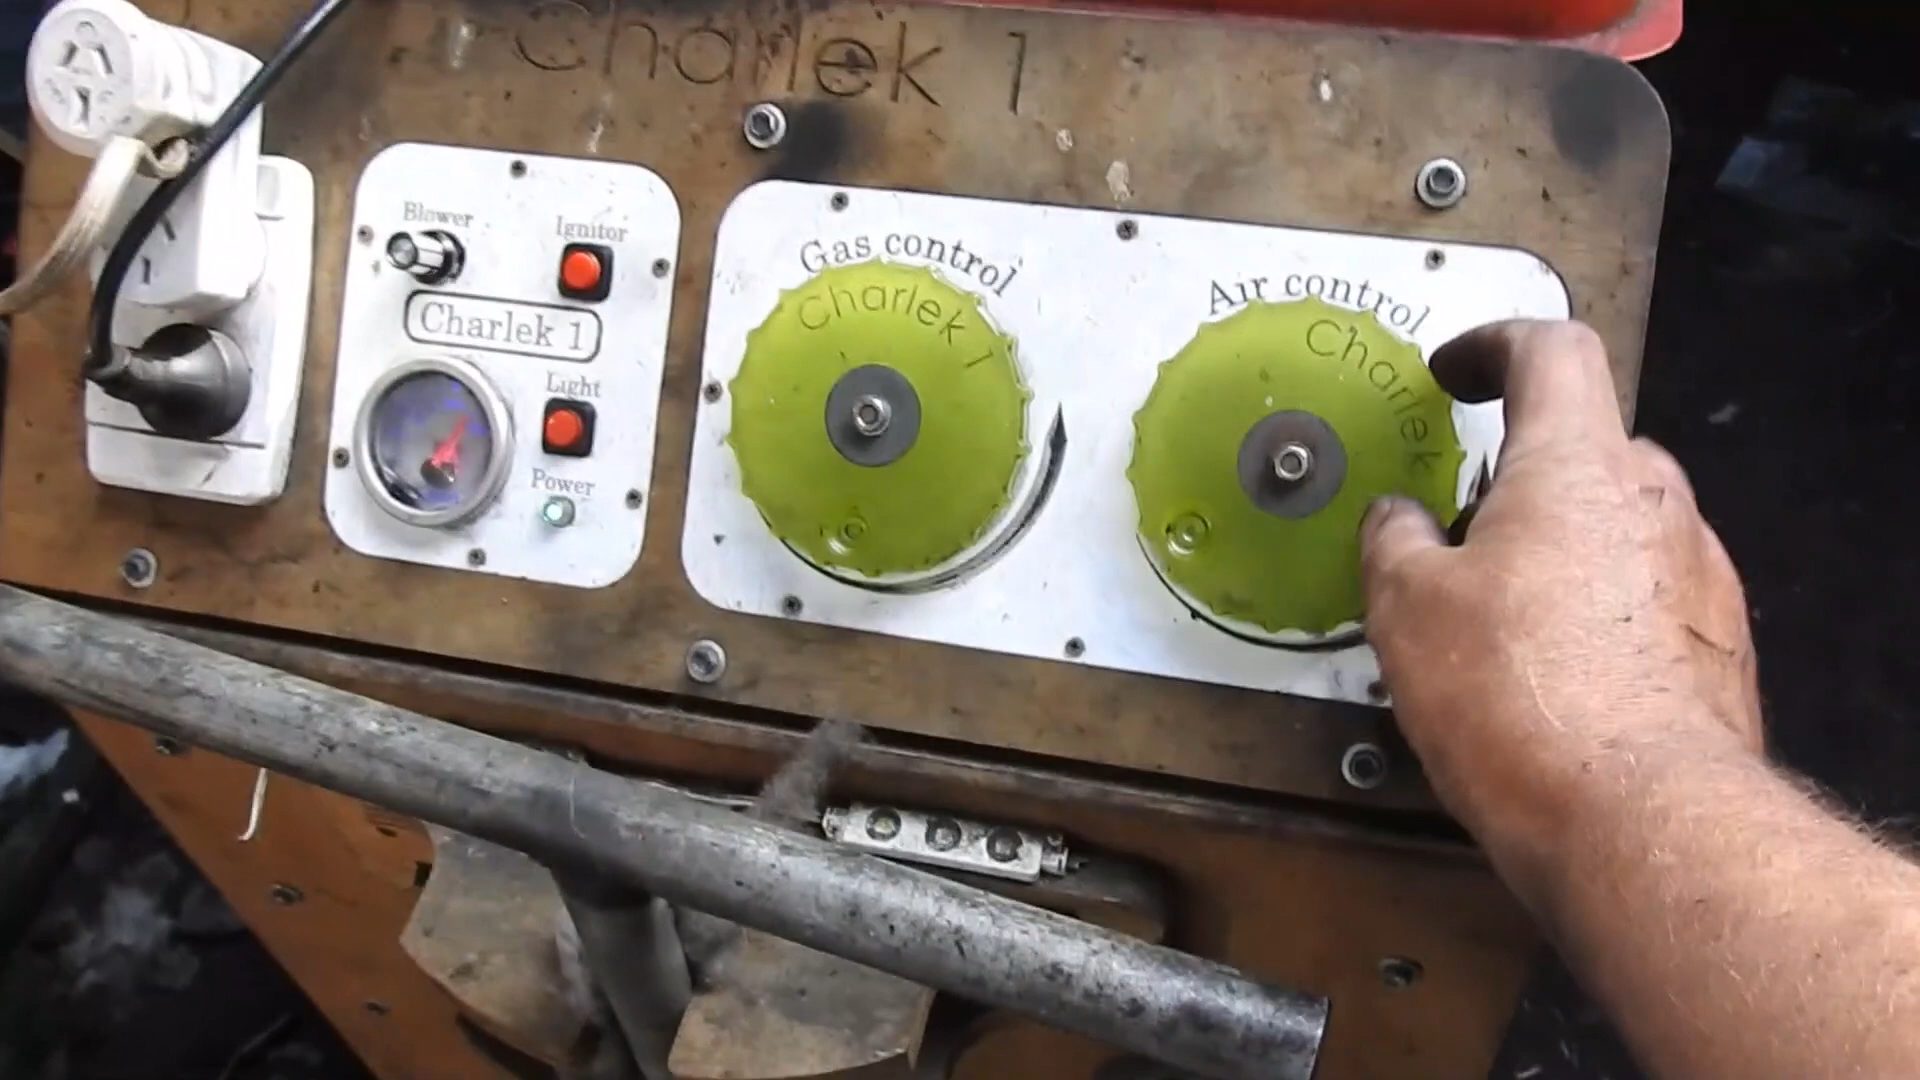 Charlek 1
Blower
Ignitor
Charlek 1
Light
Power
Gas control
Charlek 1
Air control
Charlek